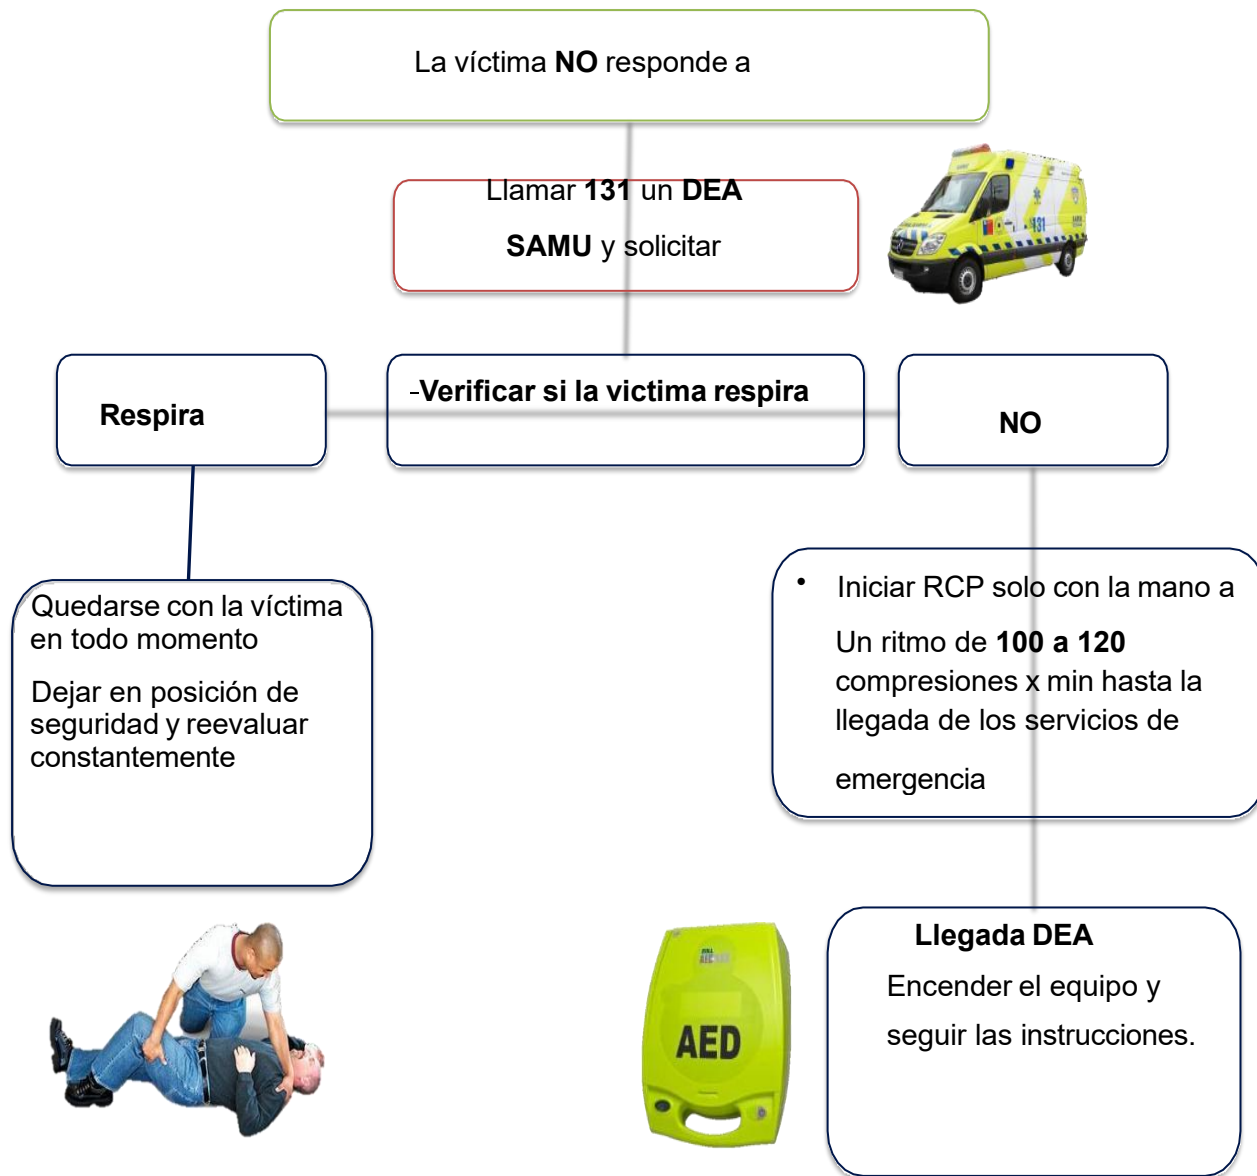 La víctima NO responde a
Llamar 131 un DEA
SAMU y solicitar
131
Respira
-Verificar si la victima respira
NO
Quedarse con la víctima
en todo momento
Dejar en posición de
seguridad y reevaluar
constantemente
• Iniciar RCP solo con la mano a
Un ritmo de 100 a 120
compresiones x min hasta la
llegada de los servicios de
emergencia
AED
Llegada DEA
Encender el equipo y
seguir las instrucciones.